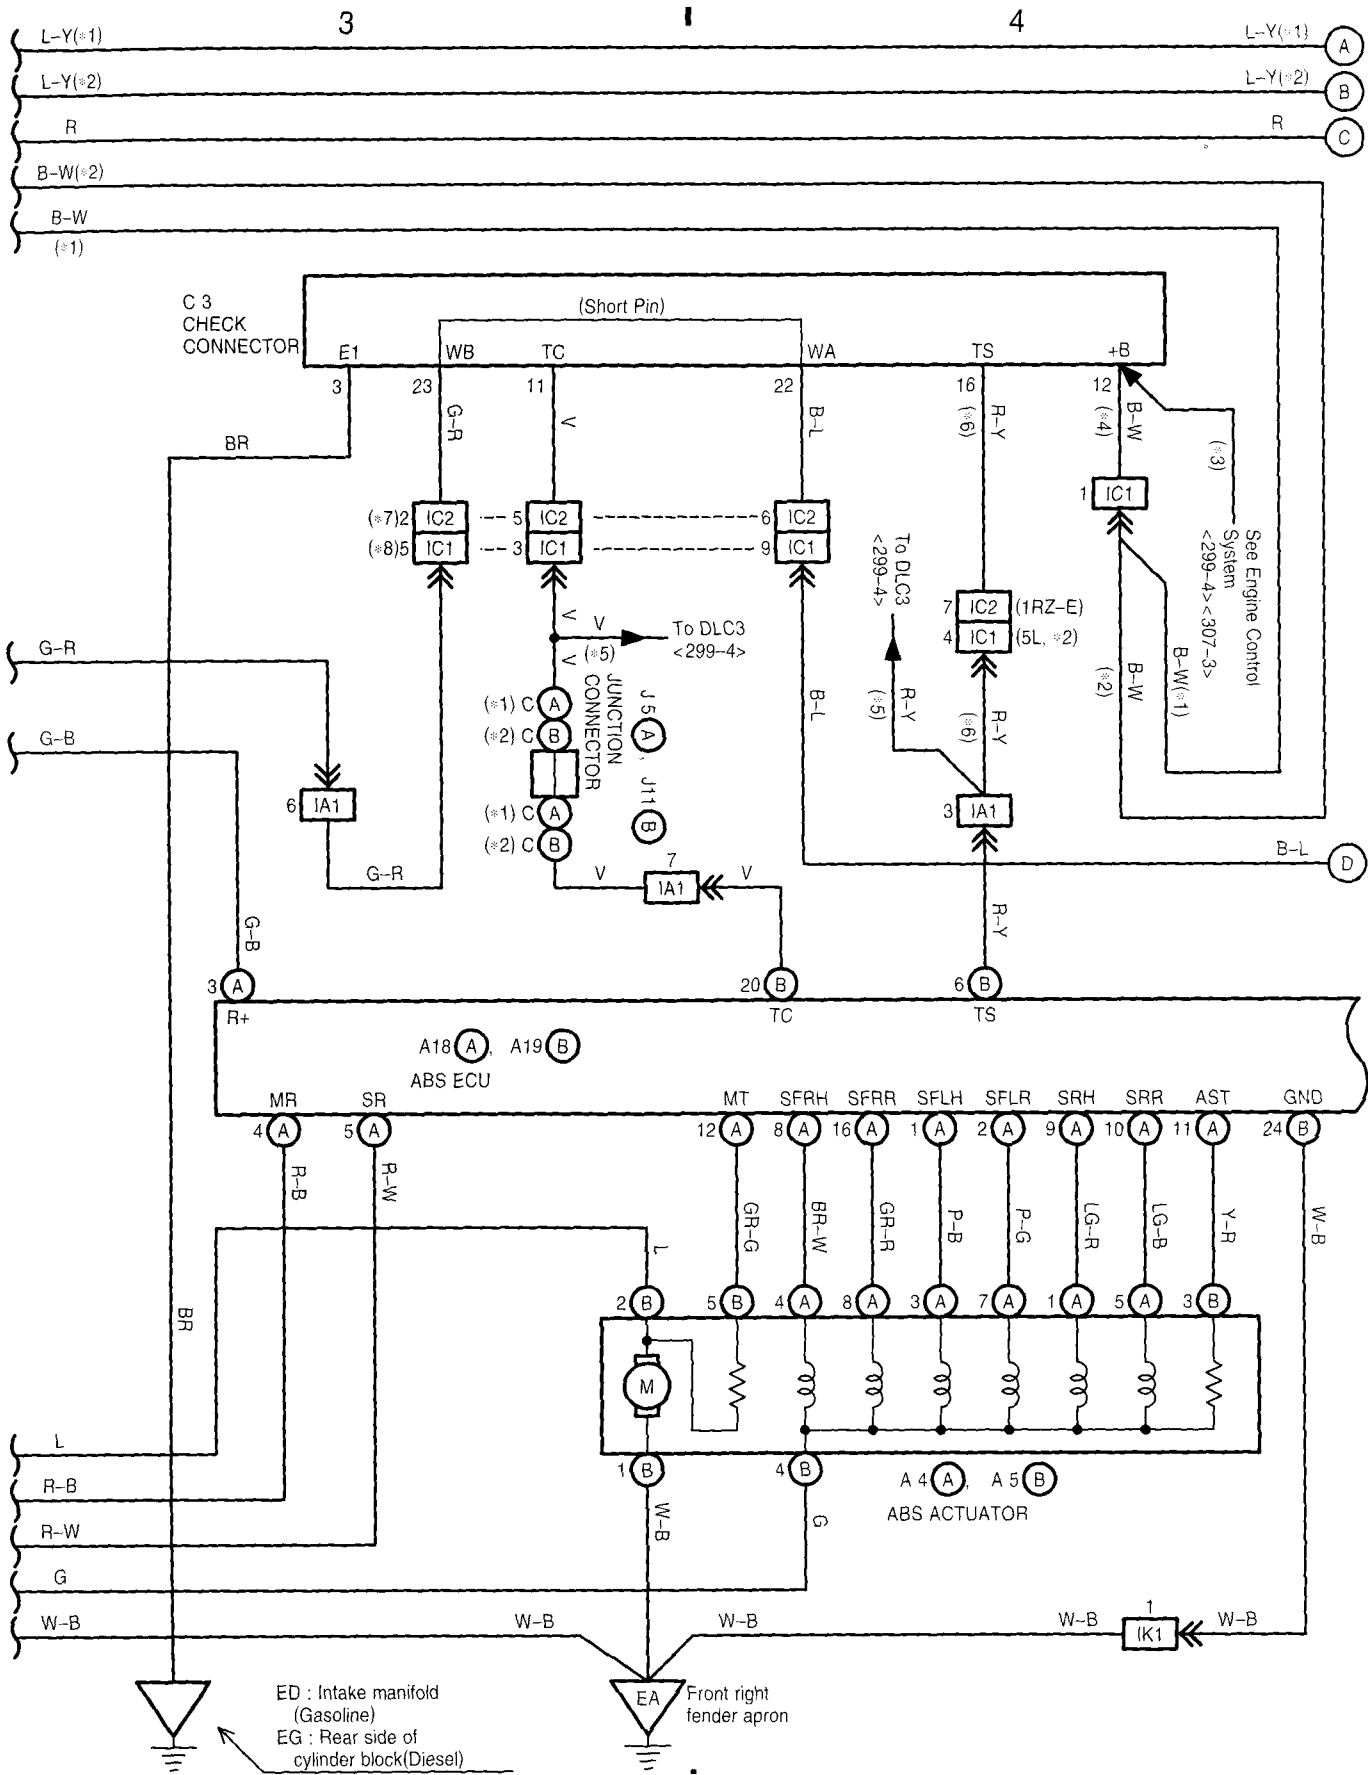 3 4
L-Y(*1) L-Y(*1) A
L-Y(*2) L-Y(*2) B
R R C
B-W(*2)
B-W
(*1)
C 3
CHECK
CONNECTOR
(Short Pin)
E1 WB TC WA TS +B
3 23 11 22 16 12
BR G-R V B-L (*6) R-Y (*4) B-W (*3)
1 IC1
(*7)2 IC2 5 IC2 6 IC2
(*8)5 IC1 3 IC1 9 IC1
See Engine Control
System
<299-4><307-3>
To DLC3
<299-4>
7 IC2 (1RZ-E)
4 IC1 (5L, *2)
V
V
(*5)
To DLC3
<299-4>
V
G-R
(*5) R-Y (*6) R-Y (*2) B-W B-W(*1)
B-L
(*1) C A
(*2) C B
JUNCTION
CONNECTOR
J 5 A, J11 B
(*1) C A
(*2) C B
G-B
6 IA1
3 IA1
G-R
V 7 IA1 V
B-L D
G-B
R-Y
3 A 20 B 6 B
R+ TC TS
A18 A, A19 B
ABS ECU
MR SR MT SFRH SFRR SFLH SFLR SRH SRR AST GND
4 A 5 A 12 A 8 A 16 A 1 A 2 A 9 A 10 A 11 A 24 B
R-B R-W GR-G BR-W GR-R P-B P-G LG-R LG-B Y-R W-B
L
BR
2 B 5 B 4 A 8 A 3 A 7 A 1 A 5 A 3 B
M
L
1 B 4 B
A 4 A, A 5 B
ABS ACTUATOR
R-B
W-B G
R-W
G
W-B W-B W-B W-B 1 IK1 W-B
EA
Front right
fender apron
ED : Intake manifold
(Gasoline)
EG : Rear side of
cylinder block(Diesel)